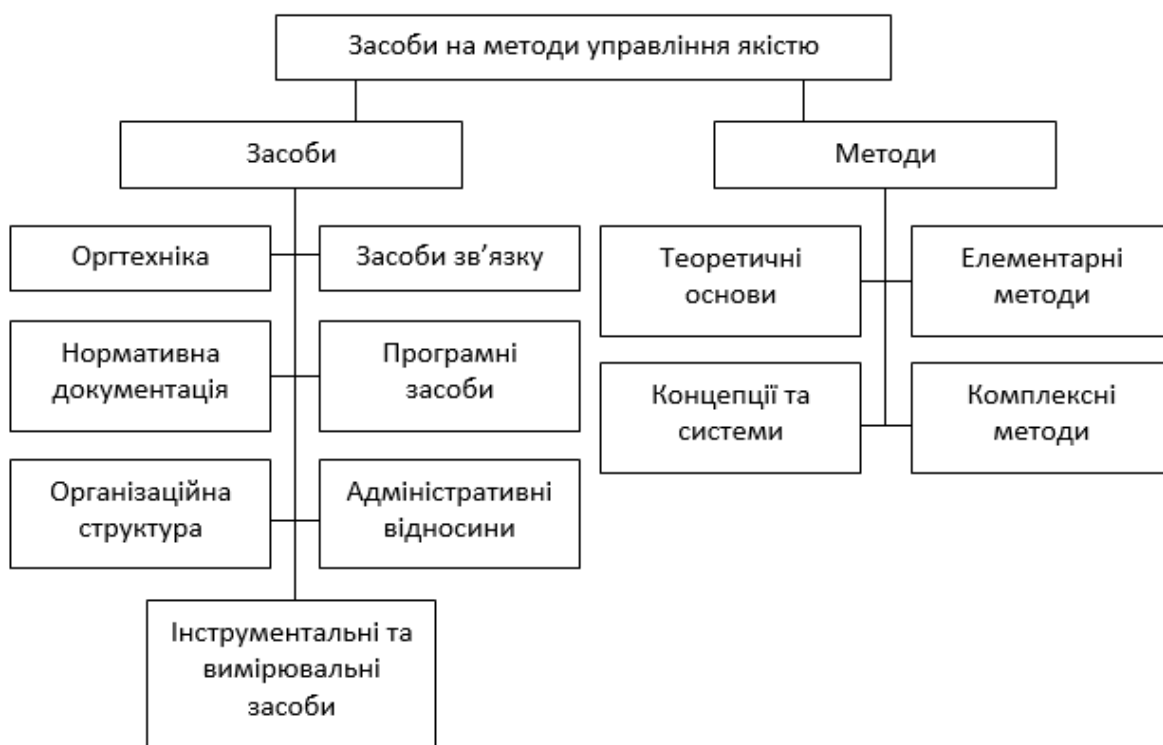 Засоби на методи управління якістю
Засоби
Методи
Оргтехніка
Засоби зв’язку
Теоретичні
основи
Елементарні
методи
Нормативна
документація
Програмні
засоби
Концепції та
системи
Комплексні
методи
Організаційна
структура
Адміністративні
відносини
Інструментальні та
вимірювальні
засоби